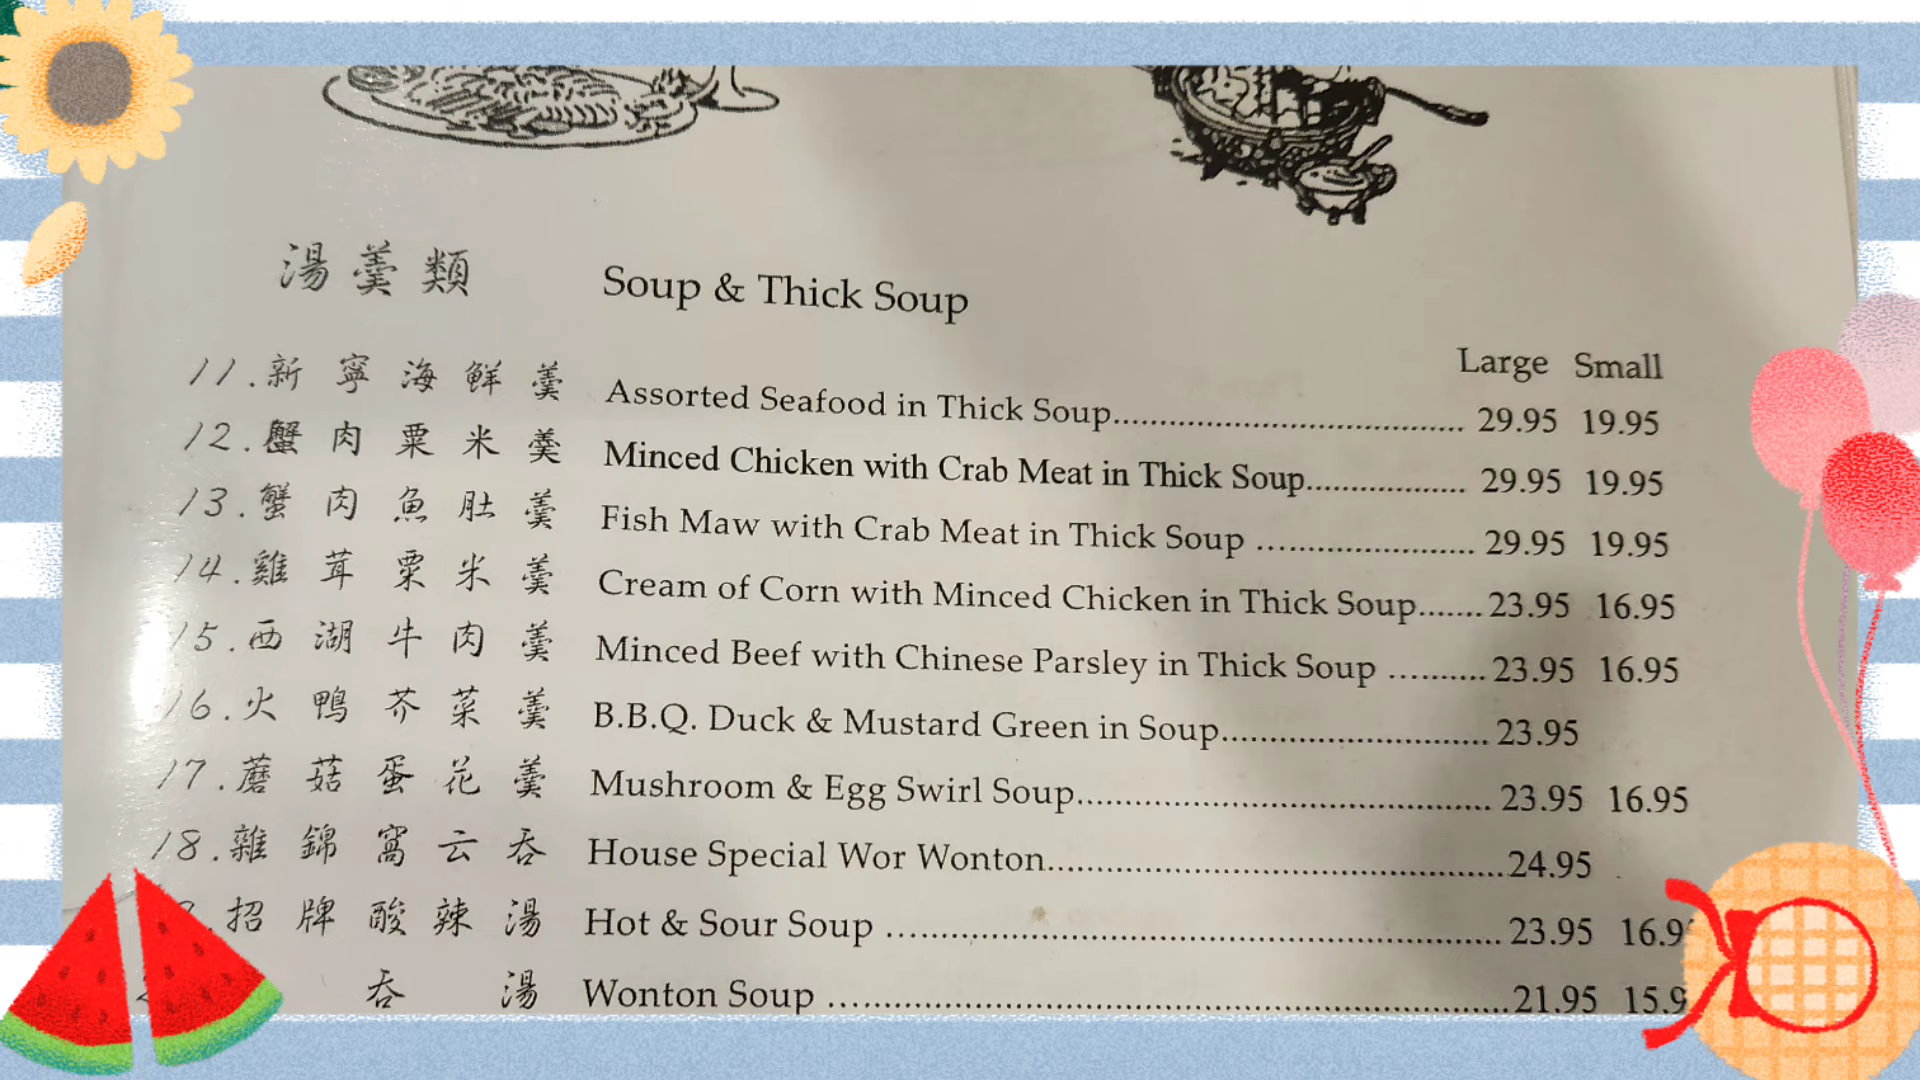 湯羹類 Soup & Thick Soup
Large Small
11.新寧海鮮羹 Assorted Seafood in Thick Soup.......................................... 29.95 19.95
12.蟹肉粟米羹 Minced Chicken with Crab Meat in Thick Soup................... 29.95 19.95
13.蟹肉魚肚羹 Fish Maw with Crab Meat in Thick Soup .......................... 29.95 19.95
14.雞茸粟米羹 Cream of Corn with Minced Chicken in Thick Soup.......23.95 16.95
15.西湖牛肉羹 Minced Beef with Chinese Parsley in Thick Soup ..........23.95 16.95
16.火鴨芥菜羹 B.B.Q. Duck & Mustard Green in Soup................................ 23.95
17.蘑菇蛋花羹 Mushroom & Egg Swirl Soup.................................................. 23.95 16.95
18.雜錦窩云吞 House Special Wor Wonton.......................................................24.95
.招牌酸辣湯 Hot & Sour Soup ......................................................................... 23.95 16.9
吞湯 Wonton Soup ................................................................................21.95 15.9